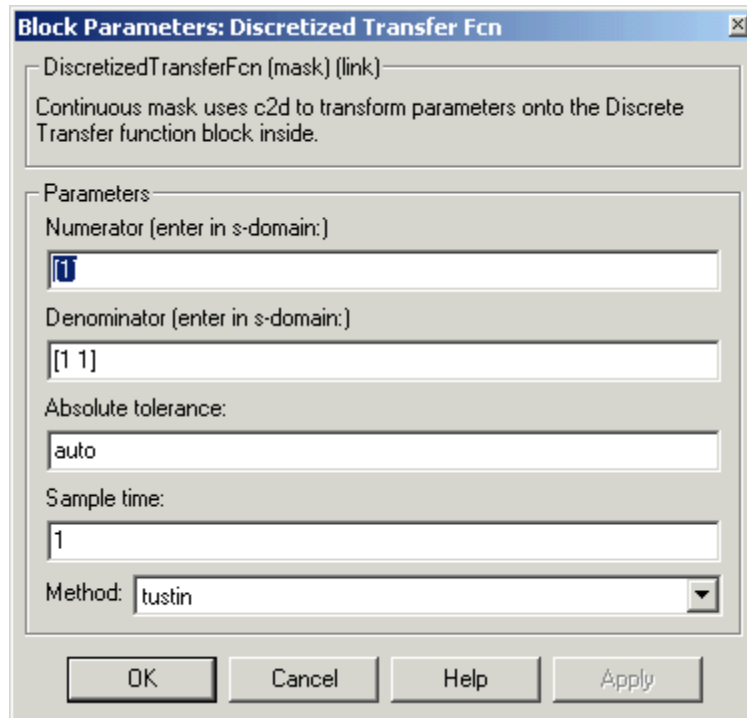 Block Parameters: Discretized Transfer Fcn
DiscretizedTransferFcn (mask) (link)
Continuous mask uses c2d to transform parameters onto the Discrete
Transfer function block inside.
Parameters
Numerator (enter in s-domain:)
[1]
Denominator (enter in s-domain:)
[1 1]
Absolute tolerance:
auto
Sample time:
1
Method: tustin
OK Cancel Help Apply